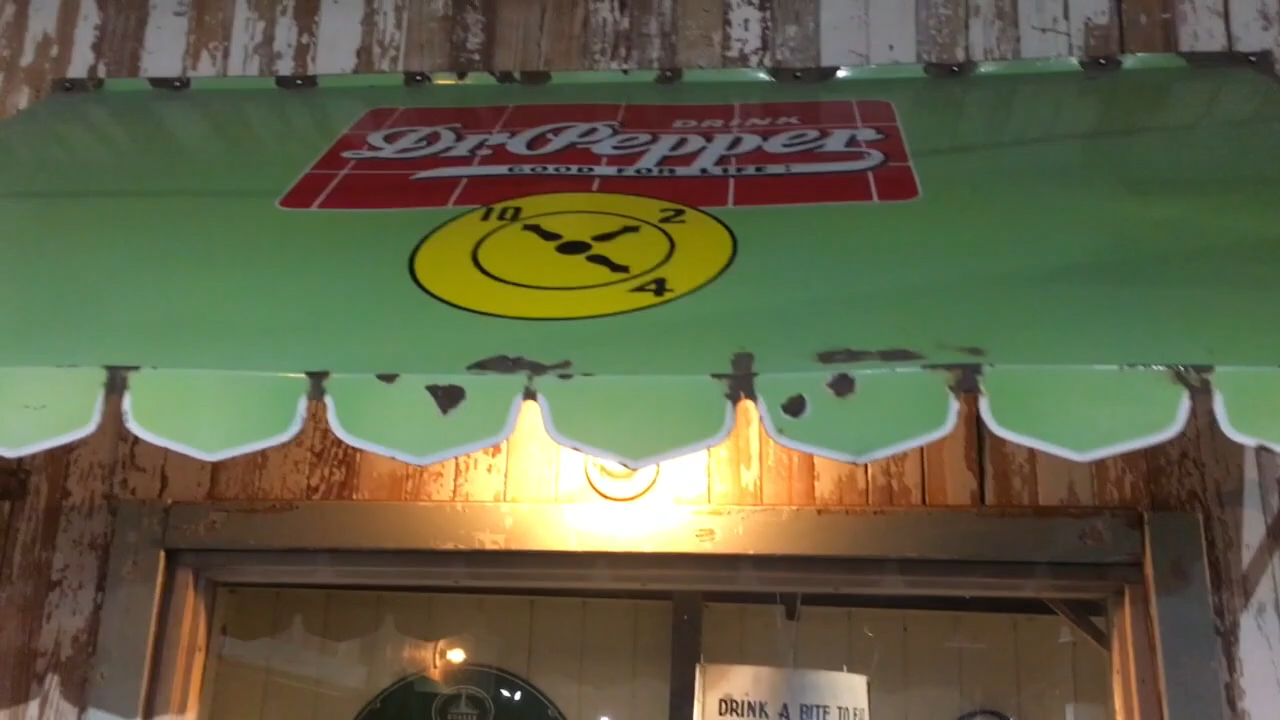 DRINK
Dr. Pepper
GOOD FOR LIFE!
10 2
4
DRINK A BITE TO